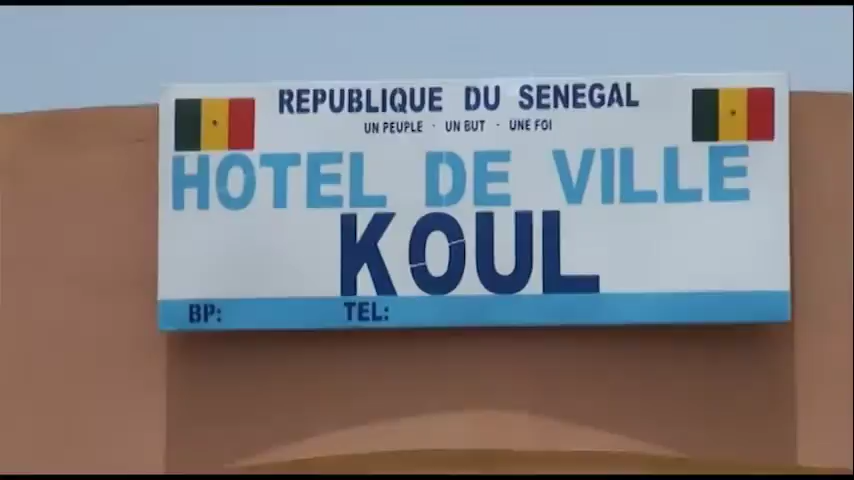 REPUBLIQUE DU SENEGAL
UN PEUPLE - UN BUT - UNE FOI
HOTEL DE VILLE
KOUL
BP: TEL: